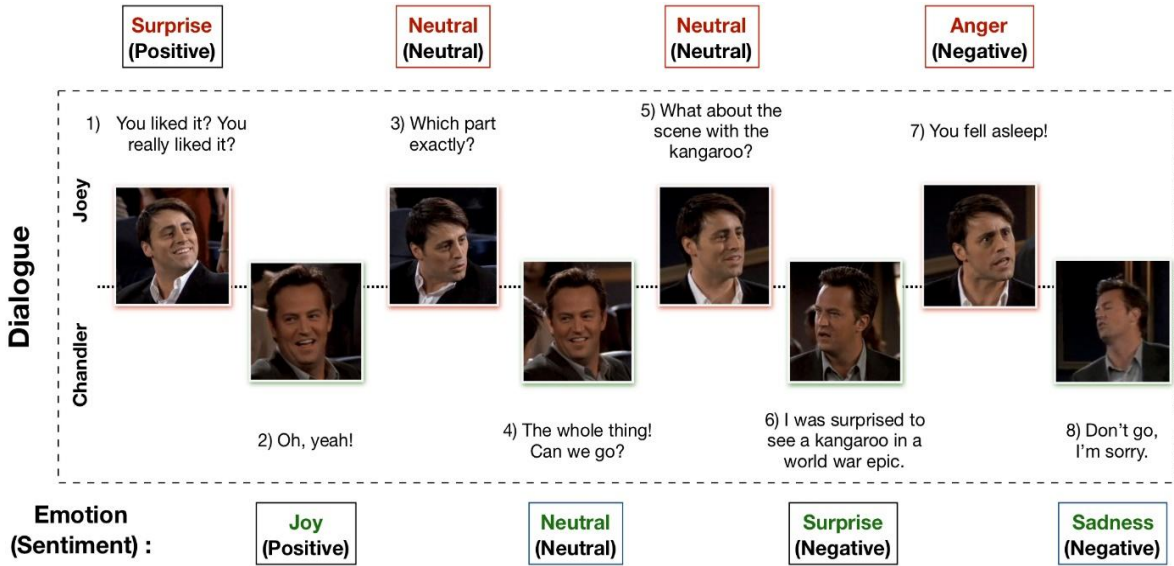 Surprise
(Positive)
Neutral
(Neutral)
Neutral
(Neutral)
Anger
(Negative)
1) You liked it? You
really liked it?
3) Which part
exactly?
5) What about the
scene with the
kangaroo?
7) You fell asleep!
Joey
Dialogue
Chandler
2) Oh, yeah!
4) The whole thing!
Can we go?
6) I was surprised to
see a kangaroo in a
world war epic.
8) Don't go,
I'm sorry.
Emotion
(Sentiment) :
Joy
(Positive)
Neutral
(Neutral)
Surprise
(Negative)
Sadness
(Negative)